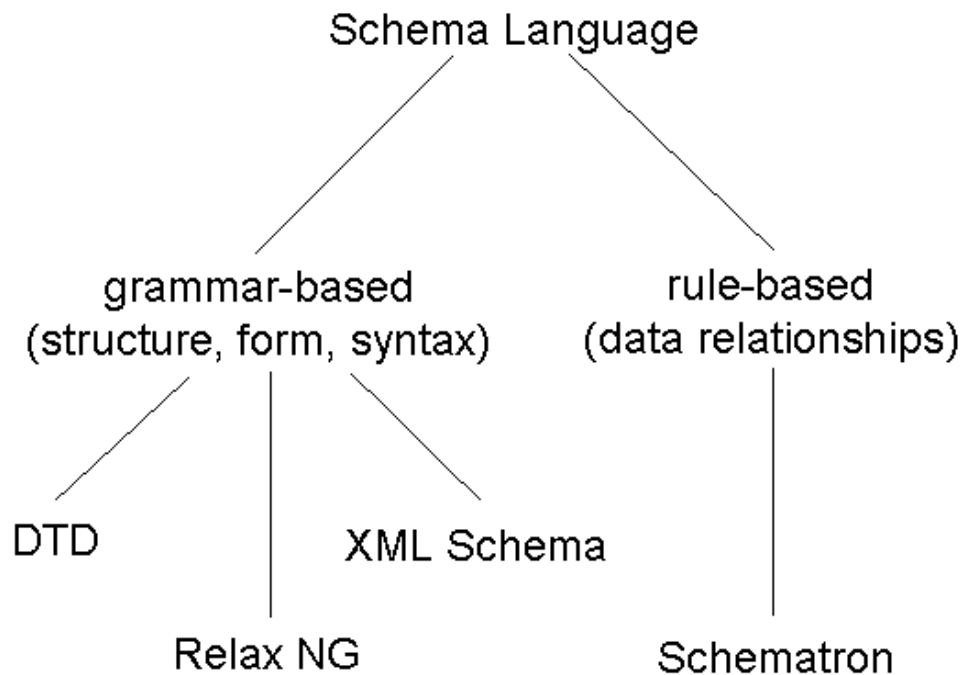 Schema Language
grammar-based
(structure, form, syntax)
rule-based
(data relationships)
DTD
XML Schema
Relax NG
Schematron